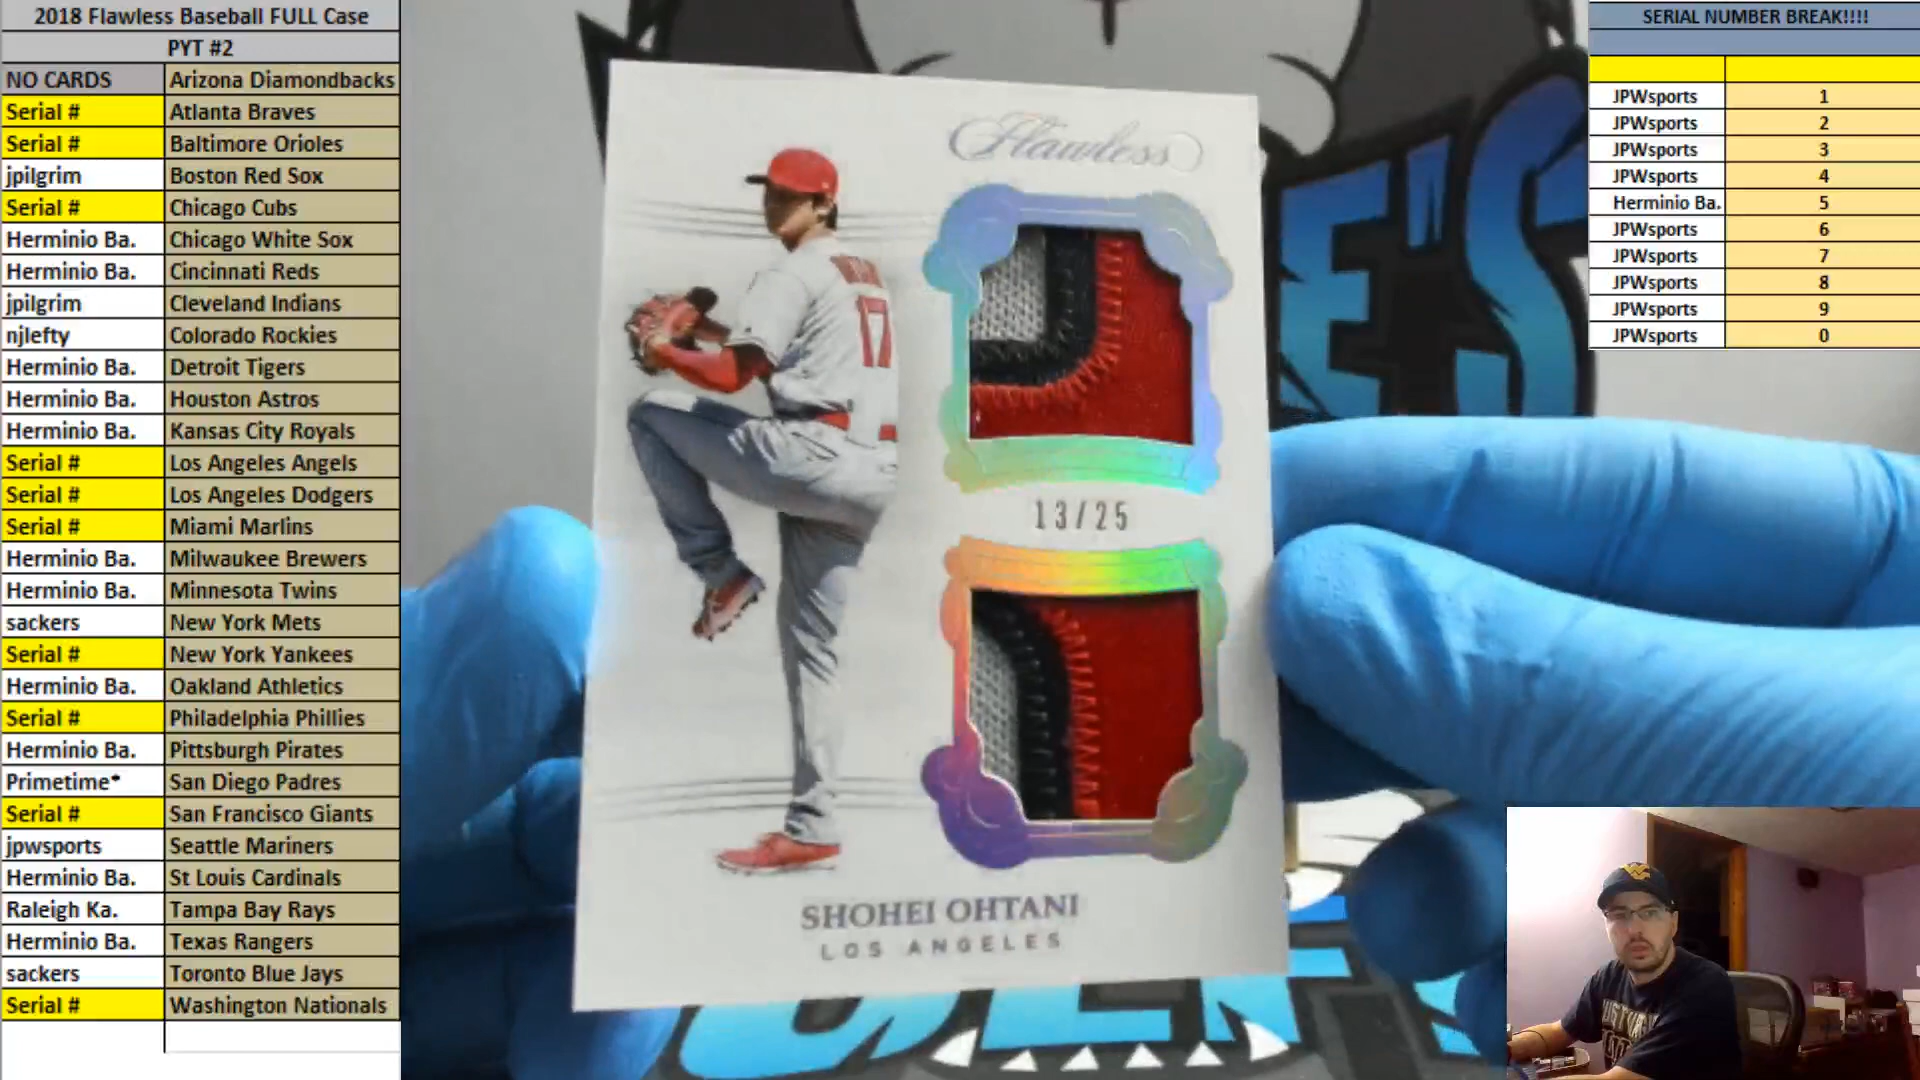 2018 Flawless Baseball FULL Case
PYT #2
NO CARDS Arizona Diamondbacks
Serial # Atlanta Braves
Serial # Baltimore Orioles
jpilgrim Boston Red Sox
Serial # Chicago Cubs
Herminio Ba. Chicago White Sox
Herminio Ba. Cincinnati Reds
jpilgrim Cleveland Indians
njlefty Colorado Rockies
Herminio Ba. Detroit Tigers
Herminio Ba. Houston Astros
Herminio Ba. Kansas City Royals
Serial # Los Angeles Angels
Serial # Los Angeles Dodgers
Serial # Miami Marlins
Herminio Ba. Milwaukee Brewers
Herminio Ba. Minnesota Twins
sackers New York Mets
Serial # New York Yankees
Herminio Ba. Oakland Athletics
Serial # Philadelphia Phillies
Herminio Ba. Pittsburgh Pirates
Primetime* San Diego Padres
Serial # San Francisco Giants
jpwsports Seattle Mariners
Herminio Ba. St Louis Cardinals
Raleigh Ka. Tampa Bay Rays
Herminio Ba. Texas Rangers
sackers Toronto Blue Jays
Serial # Washington Nationals
Flawless
17
13/25
SHOHEI OHTANI
LOS ANGELES
E'S
SERIAL NUMBER BREAK!!!!
JPWsports 1
JPWsports 2
JPWsports 3
JPWsports 4
Herminio Ba. 5
JPWsports 6
JPWsports 7
JPWsports 8
JPWsports 9
JPWsports 0